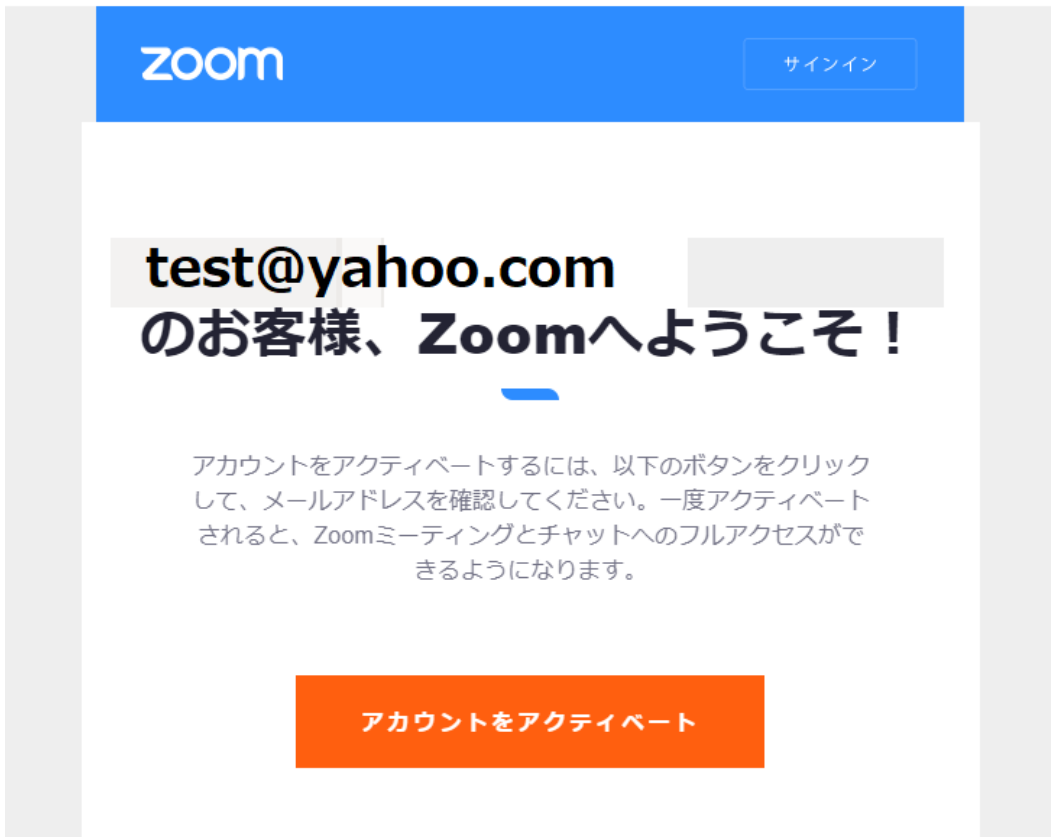 zoom
サインイン
test@yahoo.com
のお客様、Zoomへようこそ！
アカウントをアクティベートするには、以下のボタンをクリック
して、メールアドレスを確認してください。一度アクティベート
されると、Zoomミーティングとチャットへのフルアクセスがで
きるようになります。
アカウントをアクティベート